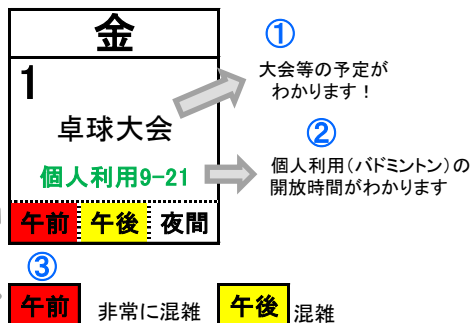 金
①
1
大会等の予定が
わかります！
卓球大会
②
個人利用9-21
個人利用（バドミントン）の
開放時間がわかります
午前 午後 夜間
③
午前 非常に混雑 午後 混雑